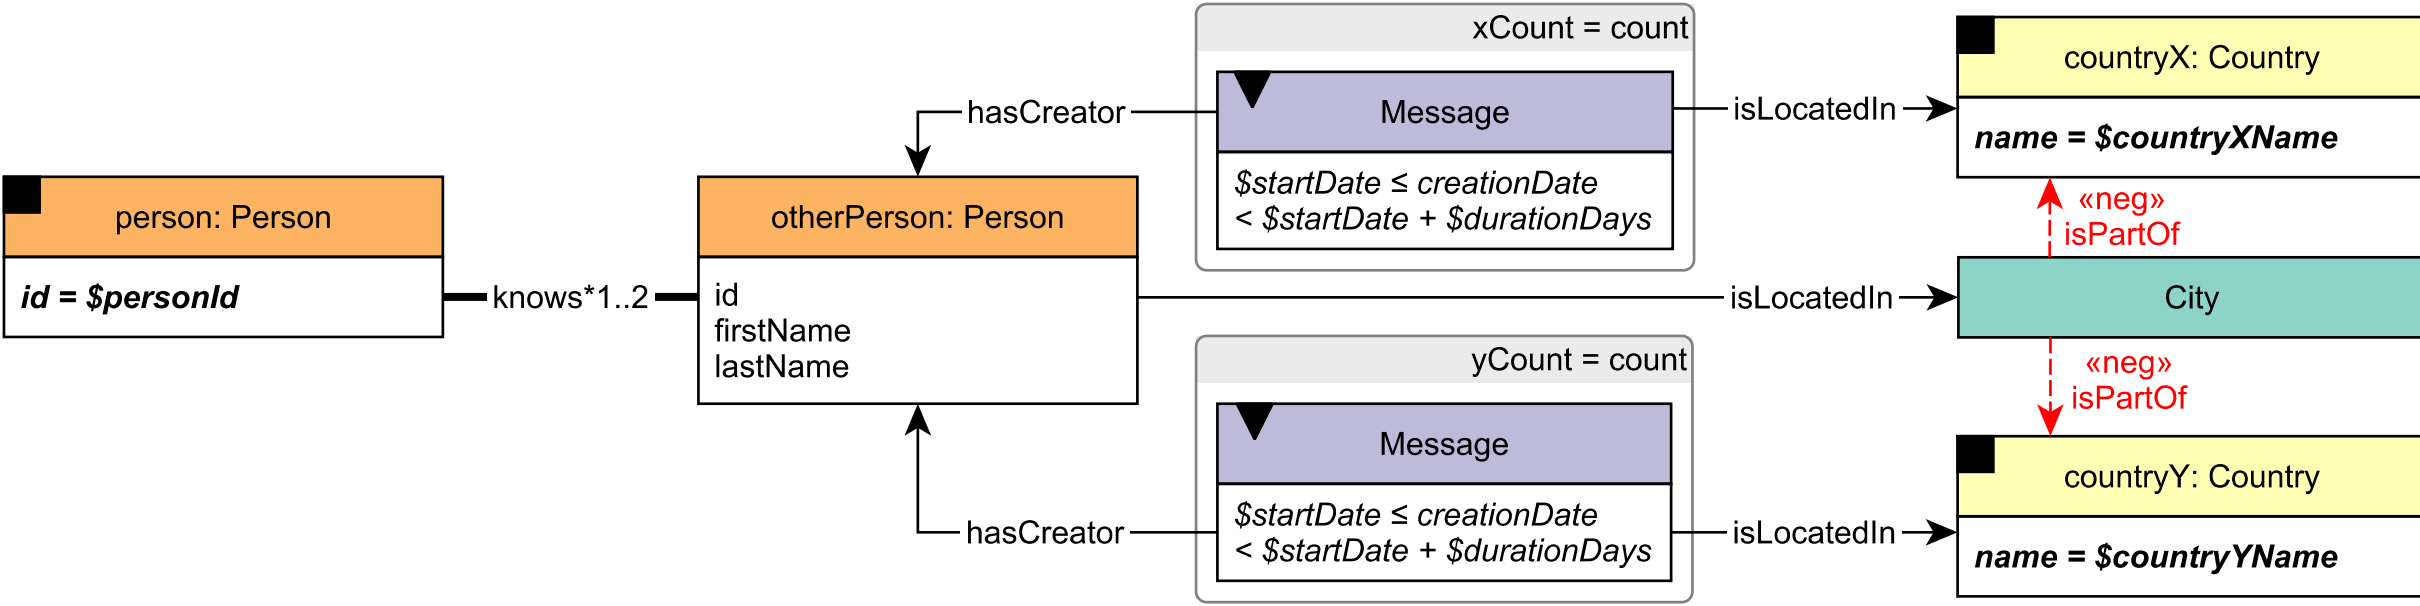 person: Person
id = $personId
knows*1..2
otherPerson: Person
id
firstName
lastName
hasCreator
xCount = count
Message
$startDate ≤ creationDate
< $startDate + $durationDays
isLocatedIn
countryX: Country
name = $countryXName
«neg»
isPartOf
isLocatedIn
City
«neg»
isPartOf
hasCreator
yCount = count
Message
$startDate ≤ creationDate
< $startDate + $durationDays
isLocatedIn
countryY: Country
name = $countryYName